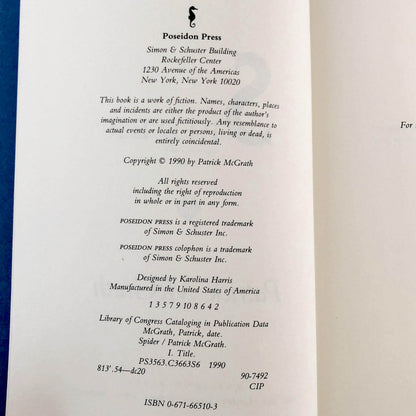 Poseidon Press
Simon & Schuster Building
Rockefeller Center
1230 Avenue of the Americas
New York, New York 10020
This book is a work of fiction. Names, characters, places
and incidents are either the product of the author's
imagination or are used fictitiously. Any resemblance to
actual events or locales or persons, living or dead, is
entirely coincidental.
Copyright © 1990 by Patrick McGrath
All rights reserved
including the right of reproduction
in whole or in part in any form.
POSEIDON PRESS is a registered trademark
of Simon & Schuster Inc.
POSEIDON PRESS colophon is a trademark
of Simon & Schuster Inc.
Designed by Karolina Harris
Manufactured in the United States of America
1 3 5 7 9 10 8 6 4 2
Library of Congress Cataloging in Publication Data
McGrath, Patrick, date.
Spider / Patrick McGrath.
I. Title.
PS3563.C3663S6 1990
813'.54—dc20 90-7492
CIP
ISBN 0-671-66510-3
For